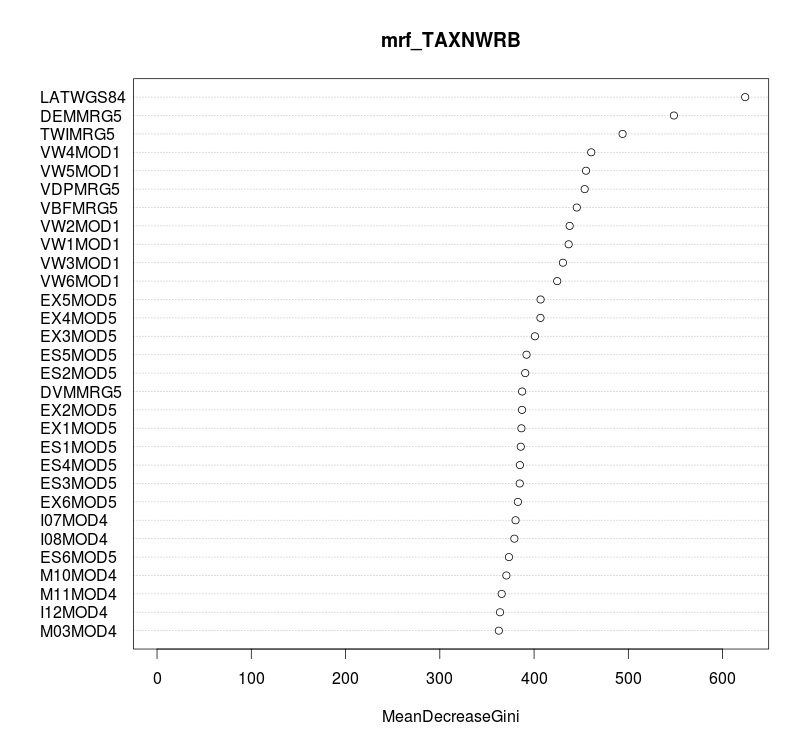 mrf_TAXNWRB
LATWGS84
DEMMRG5
TWIMRG5
VW4MOD1
VW5MOD1
VDPMRG5
VBFMRG5
VW2MOD1
VW1MOD1
VW3MOD1
VW6MOD1
EX5MOD5
EX4MOD5
EX3MOD5
ES5MOD5
ES2MOD5
DVMMRG5
EX2MOD5
EX1MOD5
ES1MOD5
ES4MOD5
ES3MOD5
EX6MOD5
I07MOD4
I08MOD4
ES6MOD5
M10MOD4
M11MOD4
I12MOD4
M03MOD4
0 100 200 300 400 500 600
MeanDecreaseGini